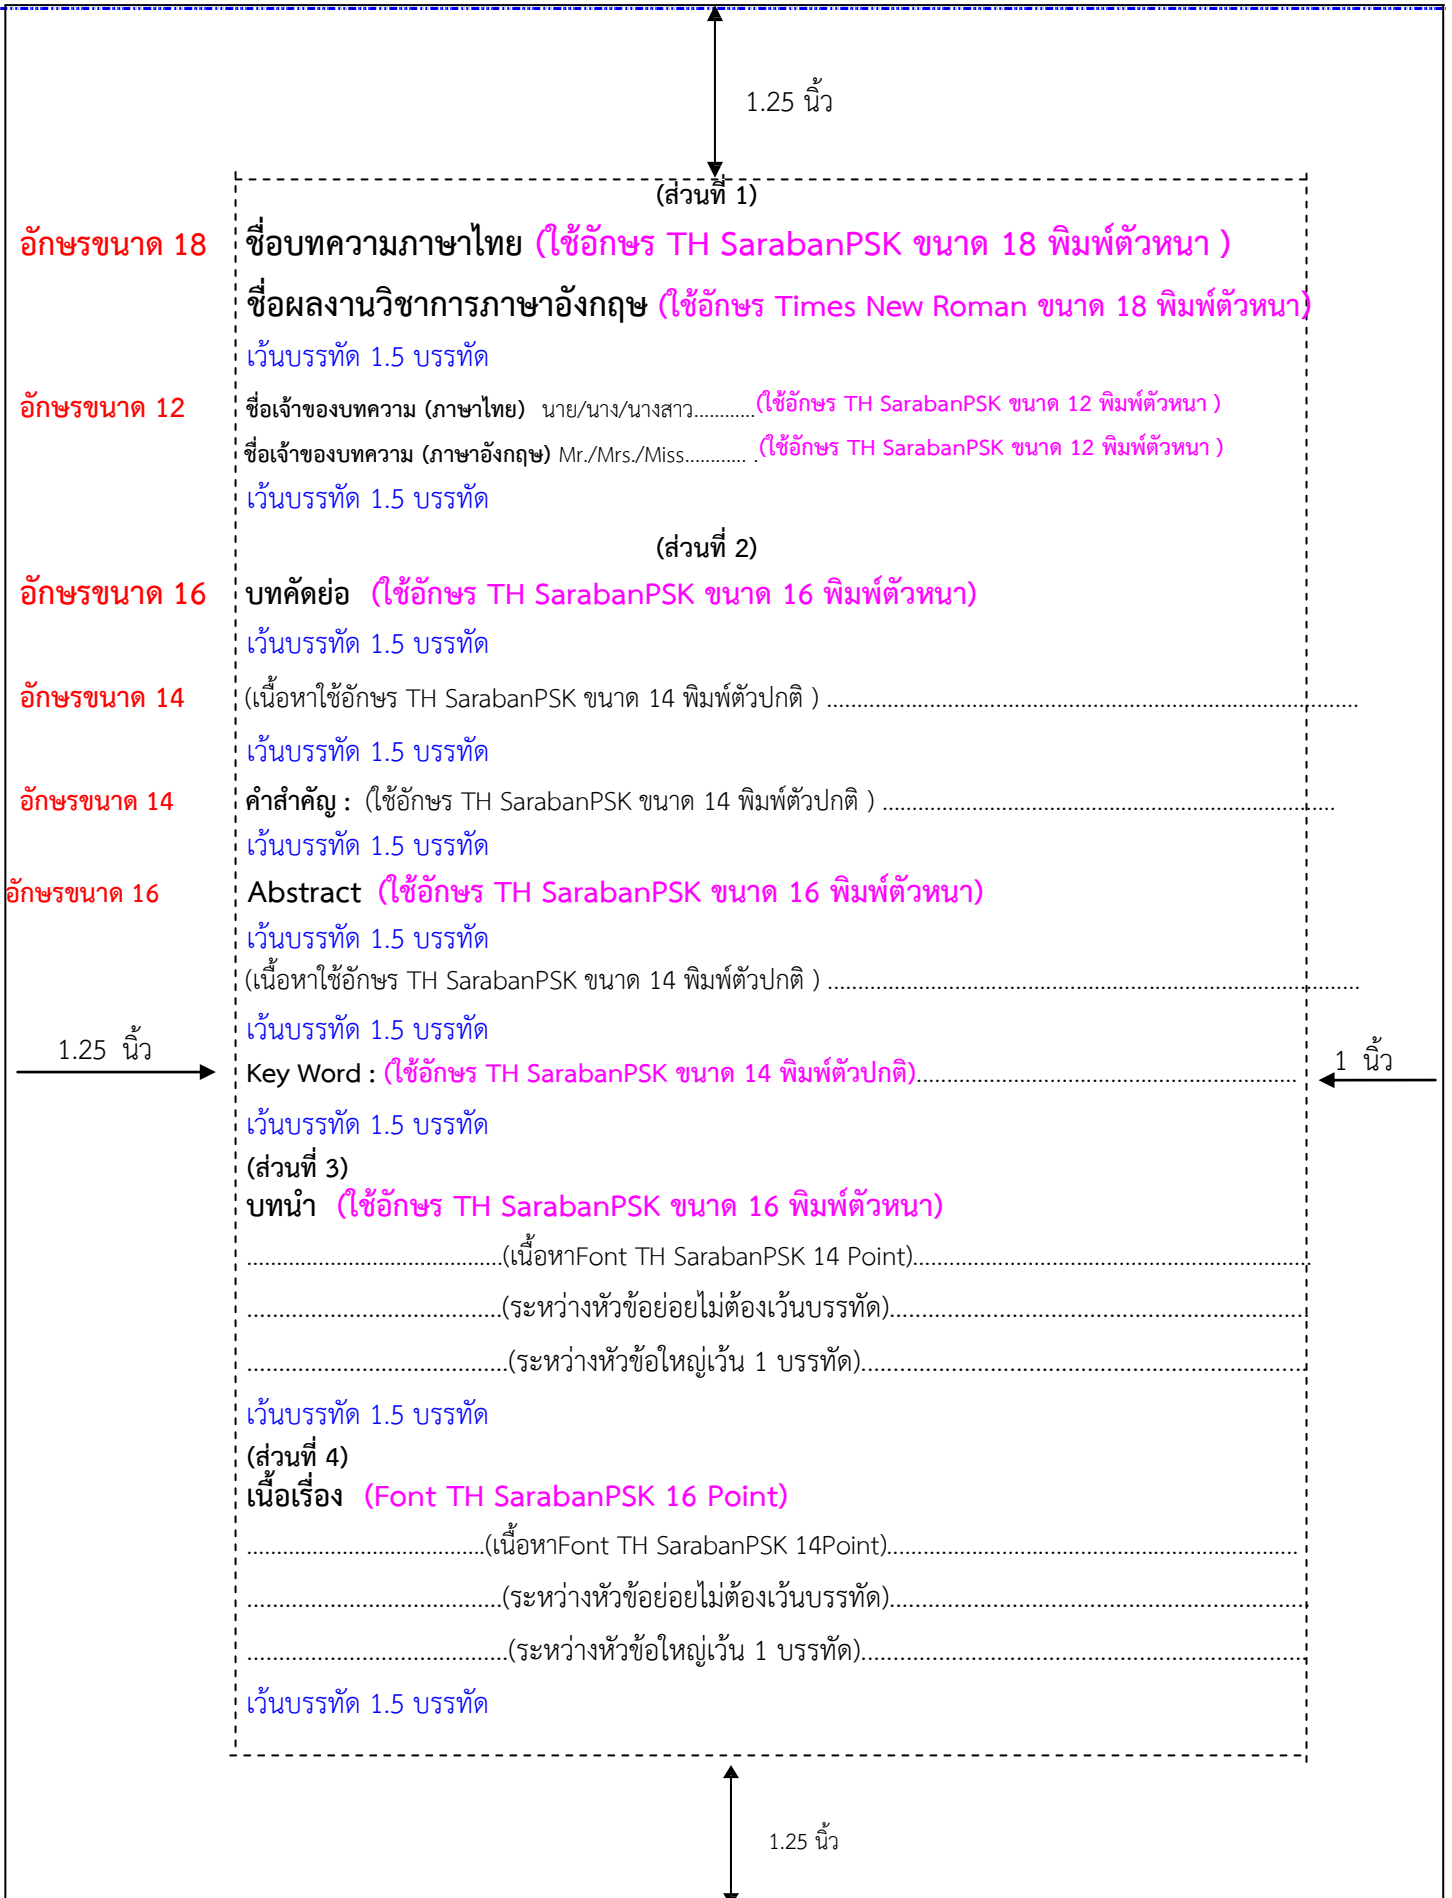 1.25 นิ้ว
(ส่วนที่ 1)
อักษรขนาด 18 ชื่อบทความภาษาไทย (ใช้อักษร TH SarabanPSK ขนาด 18 พิมพ์ตัวหนา )
ชื่อผลงานวิชาการภาษาอังกฤษ (ใช้อักษร Times New Roman ขนาด 18 พิมพ์ตัวหนา)
เว้นบรรทัด 1.5 บรรทัด
อักษรขนาด 12 ชื่อเจ้าของบทความ (ภาษาไทย) นาย/นาง/นางสาว............(ใช้อักษร TH SarabanPSK ขนาด 12 พิมพ์ตัวหนา )
ชื่อเจ้าของบทความ (ภาษาอังกฤษ) Mr./Mrs./Miss............ .(ใช้อักษร TH SarabanPSK ขนาด 12 พิมพ์ตัวหนา )
เว้นบรรทัด 1.5 บรรทัด
(ส่วนที่ 2)
อักษรขนาด 16 บทคัดย่อ (ใช้อักษร TH SarabanPSK ขนาด 16 พิมพ์ตัวหนา)
เว้นบรรทัด 1.5 บรรทัด
อักษรขนาด 14 (เนื้อหาใช้อักษร TH SarabanPSK ขนาด 14 พิมพ์ตัวปกติ ) ........................................................................................
เว้นบรรทัด 1.5 บรรทัด
อักษรขนาด 14 คำสำคัญ : (ใช้อักษร TH SarabanPSK ขนาด 14 พิมพ์ตัวปกติ ) ...........................................................................
เว้นบรรทัด 1.5 บรรทัด
อักษรขนาด 16 Abstract (ใช้อักษร TH SarabanPSK ขนาด 16 พิมพ์ตัวหนา)
เว้นบรรทัด 1.5 บรรทัด
(เนื้อหาใช้อักษร TH SarabanPSK ขนาด 14 พิมพ์ตัวปกติ ) ........................................................................................
เว้นบรรทัด 1.5 บรรทัด
1.25 นิ้ว
Key Word : (ใช้อักษร TH SarabanPSK ขนาด 14 พิมพ์ตัวปกติ)...............................................................
1 นิ้ว
เว้นบรรทัด 1.5 บรรทัด
(ส่วนที่ 3)
บทนำ (ใช้อักษร TH SarabanPSK ขนาด 16 พิมพ์ตัวหนา)
..........................................(เนื้อหาFont TH SarabanPSK 14 Point)..................................................................
..........................................(ระหว่างหัวข้อย่อยไม่ต้องเว้นบรรทัด)......................................................................
...........................................(ระหว่างหัวข้อใหญ่เว้น 1 บรรทัด)..........................................................................
เว้นบรรทัด 1.5 บรรทัด
(ส่วนที่ 4)
เนื้อเรื่อง (Font TH SarabanPSK 16 Point)
.......................................(เนื้อหาFont TH SarabanPSK 14Point)....................................................................
..........................................(ระหว่างหัวข้อย่อยไม่ต้องเว้นบรรทัด)......................................................................
...........................................(ระหว่างหัวข้อใหญ่เว้น 1 บรรทัด)..........................................................................
เว้นบรรทัด 1.5 บรรทัด
1.25 นิ้ว